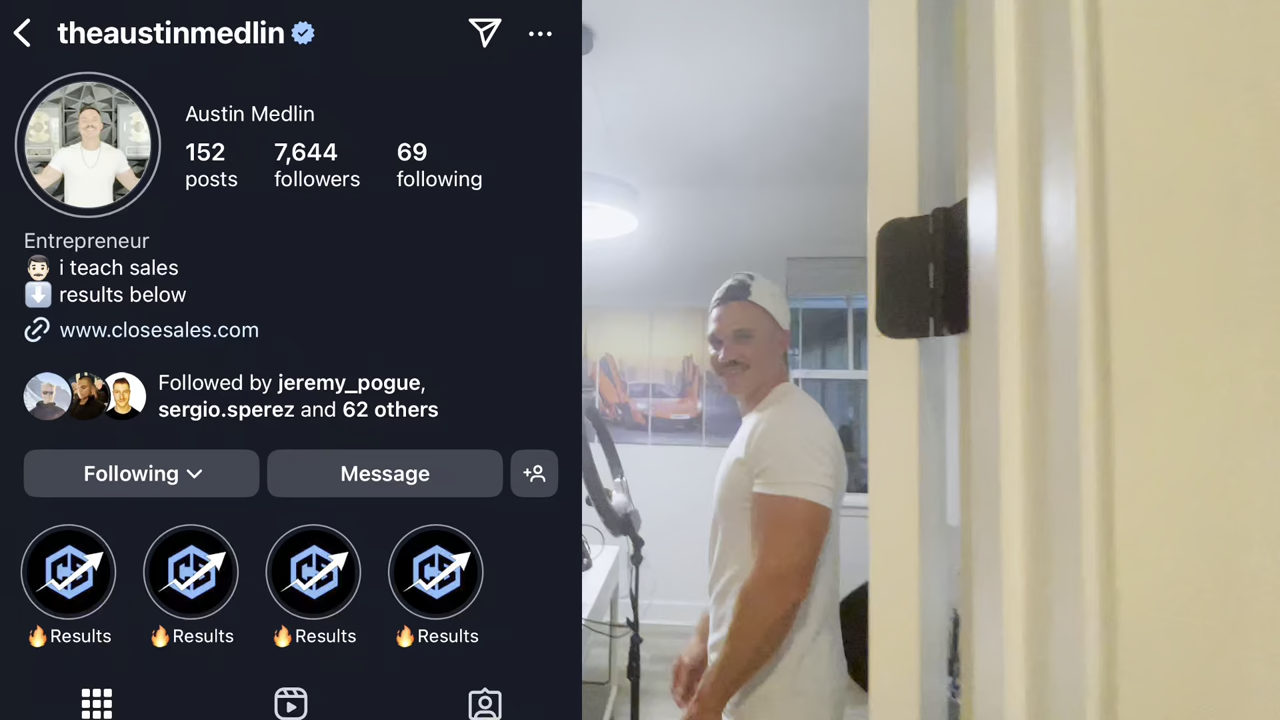 theaustinmedlin
Austin Medlin
152 7,644 69
posts followers following
Entrepreneur
i teach sales
results below
www.closesales.com
Followed by jeremy_pogue,
sergio.sperez and 62 others
Following Message
🔥Results 🔥Results 🔥Results 🔥Results